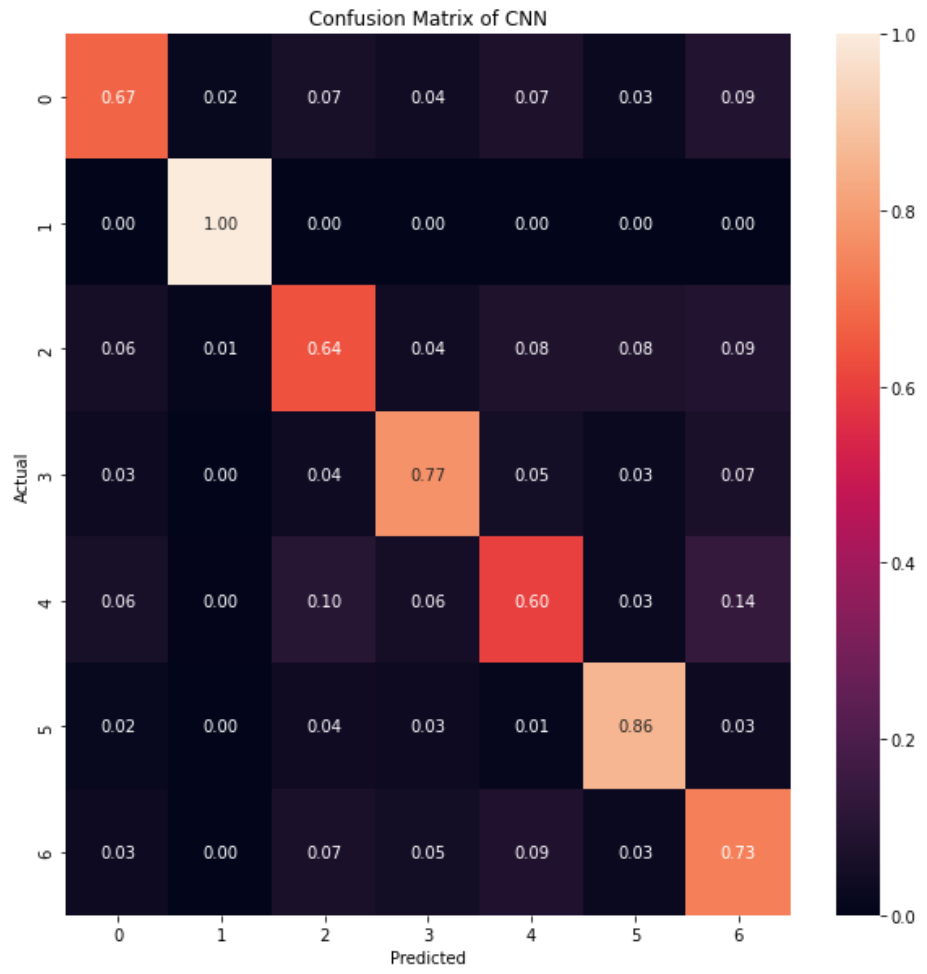 Confusion Matrix of CNN
0 0.67 0.02 0.07 0.04 0.07 0.03 0.09
1 0.00 1.00 0.00 0.00 0.00 0.00 0.00
2 0.06 0.01 0.64 0.04 0.08 0.08 0.09
3 0.03 0.00 0.04 0.77 0.05 0.03 0.07
4 0.06 0.00 0.10 0.06 0.60 0.03 0.14
5 0.02 0.00 0.04 0.03 0.01 0.86 0.03
6 0.03 0.00 0.07 0.05 0.09 0.03 0.73
0 1 2 3 4 5 6
Predicted
Actual
1.0
0.8
0.6
0.4
0.2
0.0